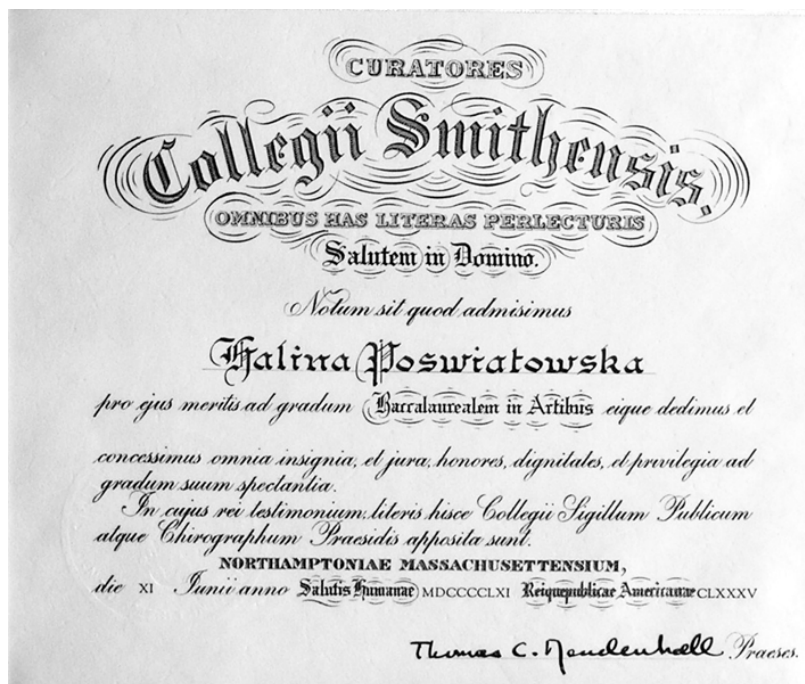 CURATORES
Collegii Smithensis,
OMNIBUS HAS LITERAS PERLECTURIS
Salutem in Domino.
Notum sit quod admisimus
Halina Poswiatowska
pro ejus meritis ad gradum Baccalaurealem in Artibus eique dedimus et
concessimus omnia insignia, et jura, honores, dignitates, et privilegia ad
gradum suum spectantia.
In cujus rei testimonium, literis hisce Collegii Sigillum Publicum
atque Chirographum Praesidis apposita sunt.
NORTHAMPTONIAE MASSACHUSETTENSIUM,
die XI Junii anno Salutis Humanae MDCCCCLXI Reiquepublicae Americanae CLXXXV
Thomas C. Mendenhall Praeses.